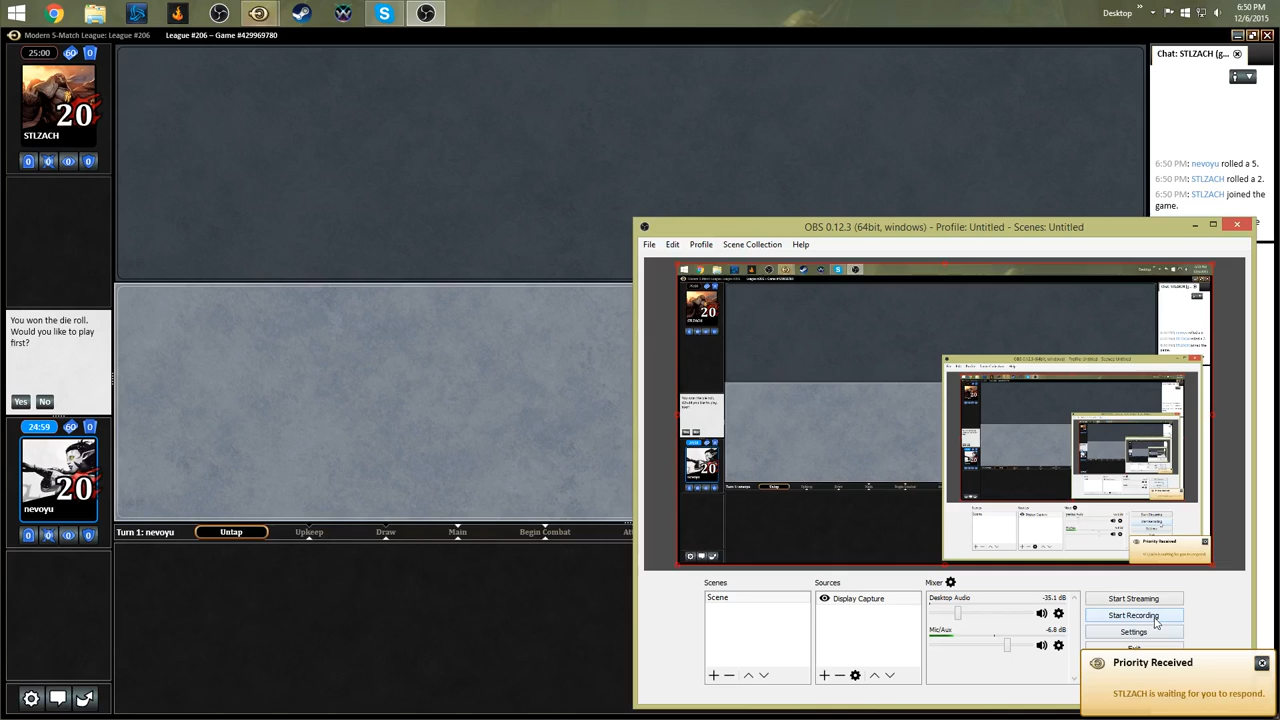 Desktop
6:50 PM
12/6/2015
Modern 5-Match League: League #206
League #206 – Game #429969780
25:00
60
0
20
STLZACH
0
0
0
0
Chat: STLZACH (g...
6:50 PM: nevoyu rolled a 5.
6:50 PM: STLZACH rolled a 2.
6:50 PM: STLZACH joined the
game.
You won the die roll.
Would you like to play
first?
Yes
No
24:59
60
0
20
nevoyu
0
0
0
0
Turn 1: nevoyu
Untap
Upkeep
Draw
Main
Begin Combat
OBS 0.12.3 (64bit, windows) - Profile: Untitled - Scenes: Untitled
File
Edit
Profile
Scene Collection
Help
Scenes
Scene
Sources
Display Capture
Mixer
Desktop Audio
-35.1 dB
Mic/Aux
-6.8 dB
Start Streaming
Start Recording
Settings
Priority Received
STLZACH is waiting for you to respond.